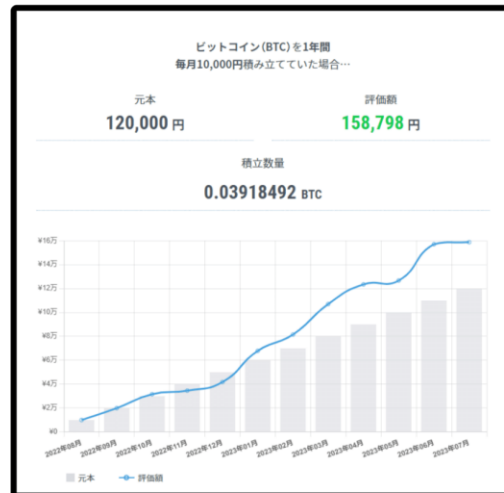 ビットコイン(BTC)を1年間
毎月10,000円積み立てていた場合…
元本
120,000 円
評価額
158,798 円
積立数量
0.03918492 BTC
¥16万
¥14万
¥12万
¥10万
¥8万
¥6万
¥4万
¥2万
¥0
2022年08月
2022年09月
2022年10月
2022年11月
2022年12月
2023年01月
2023年02月
2023年03月
2023年04月
2023年05月
2023年06月
2023年07月
元本
評価額